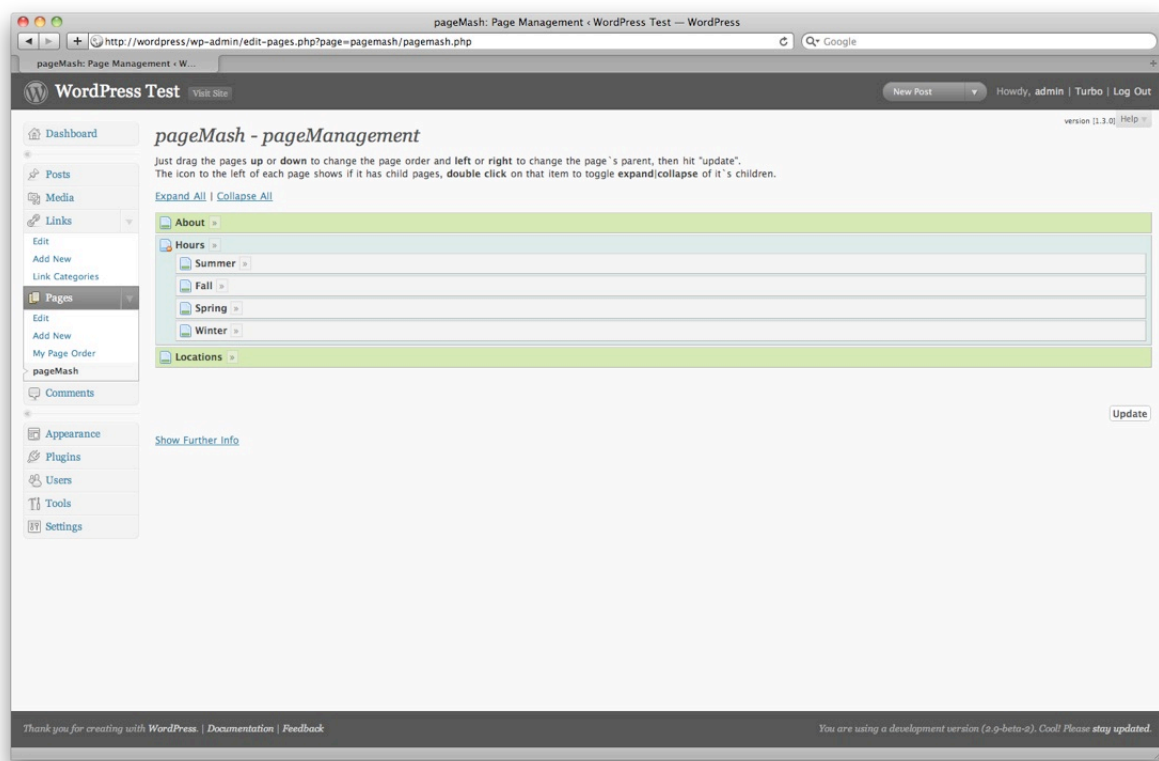 pageMash: Page Management ‹ WordPress Test — WordPress
http://wordpress/wp-admin/edit-pages.php?page=pagemash/pagemash.php
Google
pageMash: Page Management ‹ W...
WordPress Test Visit Site
New Post
Howdy, admin | Turbo | Log Out
version [1.3.0]
Help
Dashboard
Posts
Media
Links
Edit
Add New
Link Categories
Pages
Edit
Add New
My Page Order
pageMash
Comments
Appearance
Plugins
Users
Tools
Settings
pageMash - pageManagement
Just drag the pages up or down to change the page order and left or right to change the page`s parent, then hit "update".
The icon to the left of each page shows if it has child pages, double click on that item to toggle expand|collapse of it`s children.
Expand All | Collapse All
About »
Hours »
Summer »
Fall »
Spring »
Winter »
Locations »
Update
Show Further Info
Thank you for creating with WordPress. | Documentation | Feedback
You are using a development version (2.9-beta-2). Cool! Please stay updated.